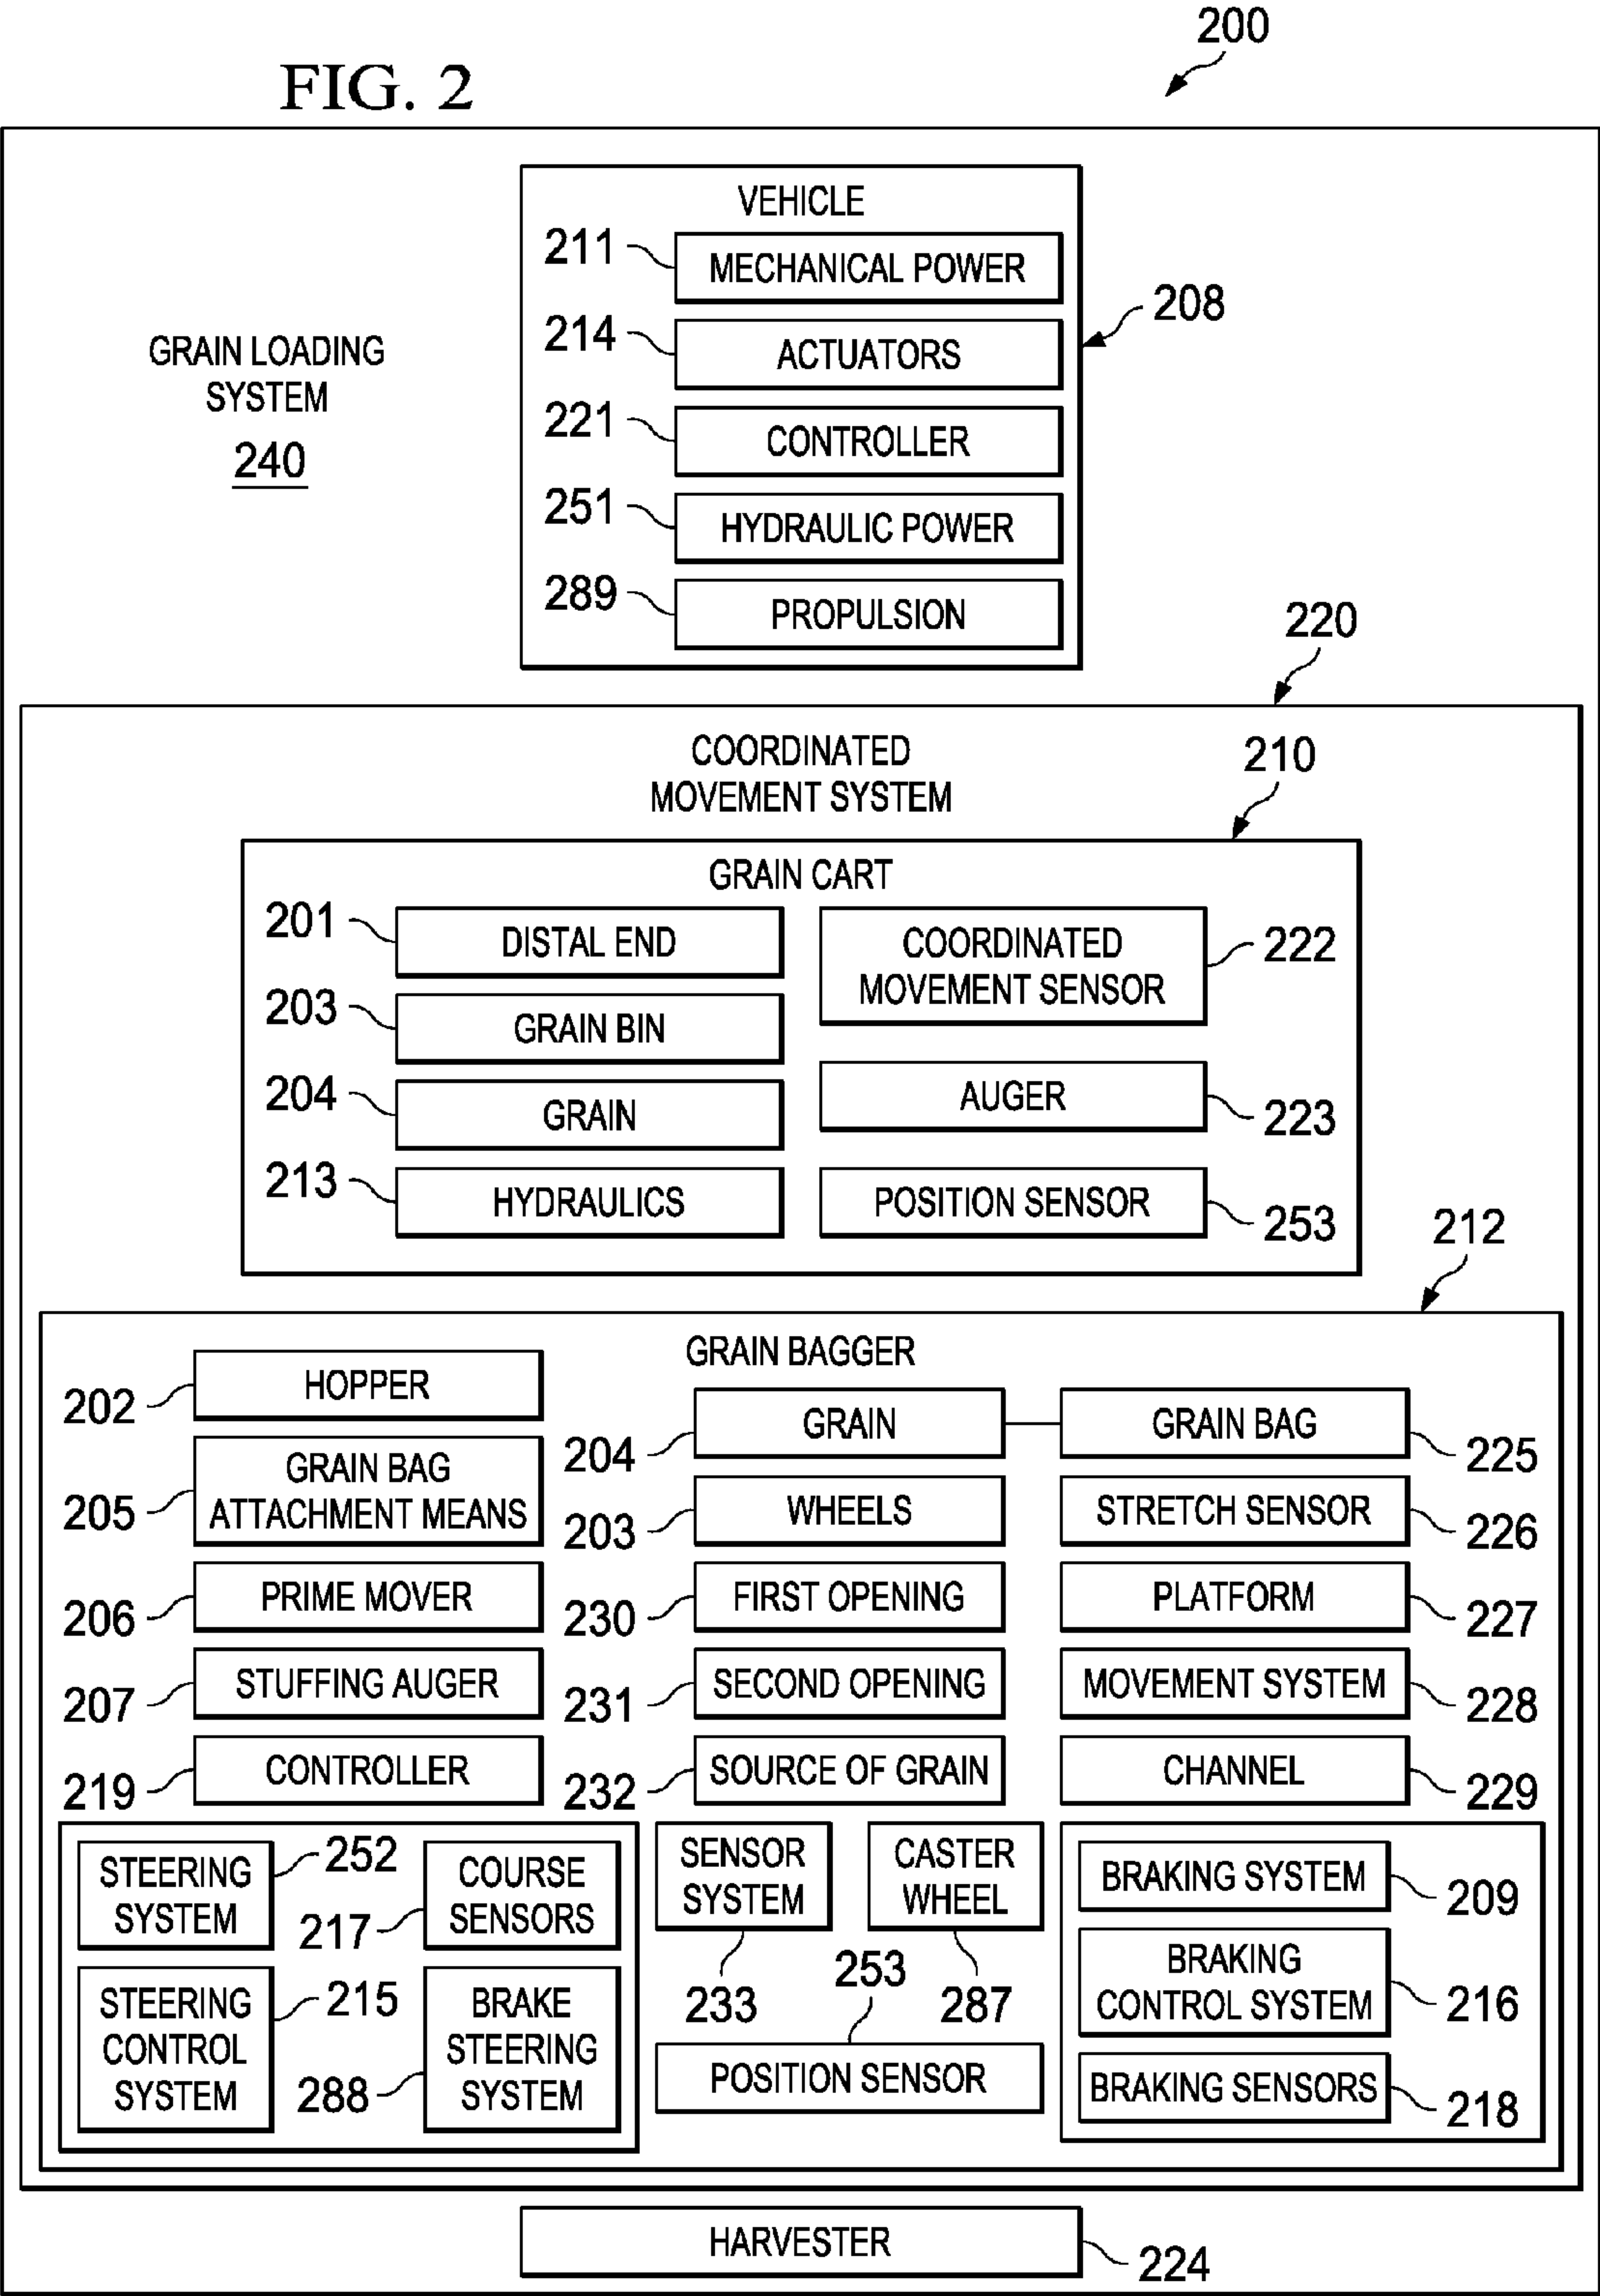 200
FIG. 2
VEHICLE
211
MECHANICAL POWER
208
214
ACTUATORS
GRAIN LOADING
SYSTEM
240
221
CONTROLLER
251
HYDRAULIC POWER
289
PROPULSION
220
COORDINATED
MOVEMENT SYSTEM
210
GRAIN CART
201
DISTAL END
COORDINATED
MOVEMENT SENSOR
222
203
GRAIN BIN
204
GRAIN
AUGER
223
213
HYDRAULICS
POSITION SENSOR
253
212
GRAIN BAGGER
202
HOPPER
204
GRAIN
GRAIN BAG
225
205
GRAIN BAG
ATTACHMENT MEANS
203
WHEELS
STRETCH SENSOR
226
206
PRIME MOVER
230
FIRST OPENING
PLATFORM
227
207
STUFFING AUGER
231
SECOND OPENING
MOVEMENT SYSTEM
228
219
CONTROLLER
232
SOURCE OF GRAIN
CHANNEL
229
STEERING
SYSTEM
252
217
COURSE
SENSORS
SENSOR
SYSTEM
233
CASTER
WHEEL
287
BRAKING SYSTEM
209
STEERING
CONTROL
SYSTEM
215
288
BRAKE
STEERING
SYSTEM
253
POSITION SENSOR
BRAKING
CONTROL SYSTEM
216
BRAKING SENSORS
218
HARVESTER
224